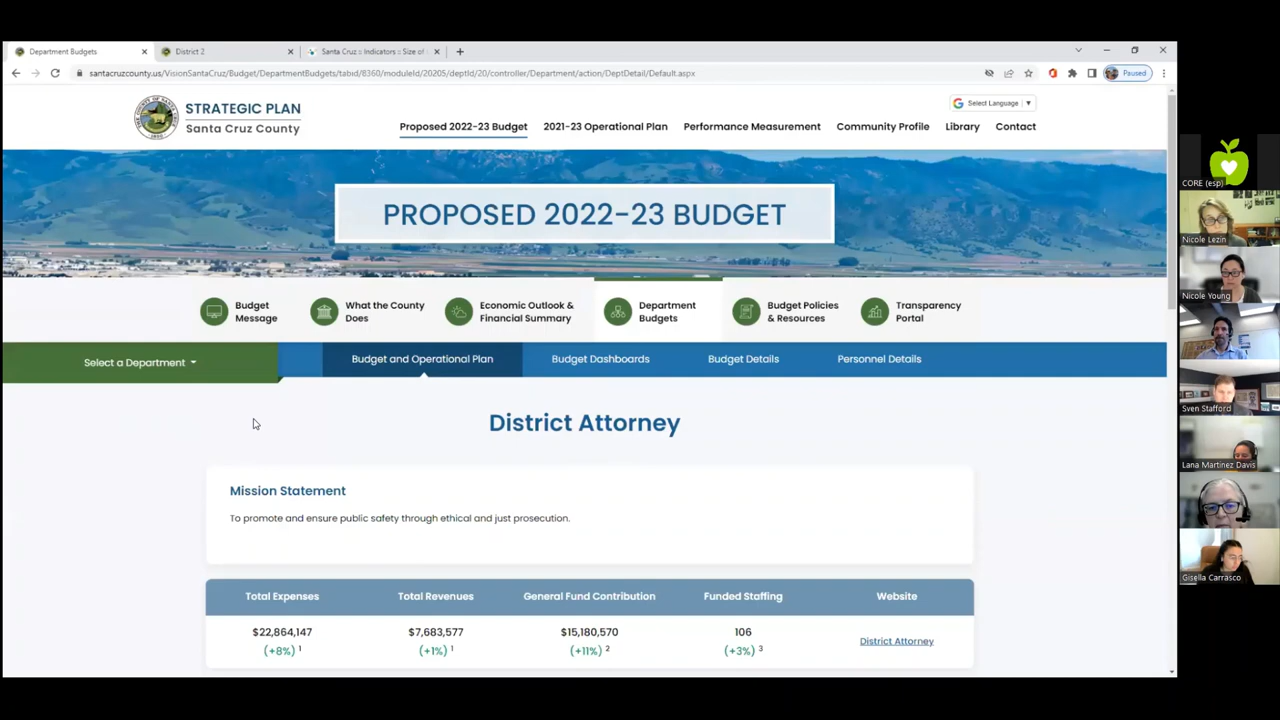 Department Budgets
District 2
Santa Cruz :: Indicators :: Size of
santacruzcounty.us/VisionSantaCruz/Budget/DepartmentBudgets/tabid/8360/moduleId/20205/deptId/20/controller/Department/action/DeptDetail/Default.aspx
Paused
STRATEGIC PLAN
Santa Cruz County
Select Language
Proposed 2022-23 Budget
2021-23 Operational Plan
Performance Measurement
Community Profile
Library
Contact
PROPOSED 2022-23 BUDGET
Budget
Message
What the County
Does
Economic Outlook &
Financial Summary
Department
Budgets
Budget Policies
& Resources
Transparency
Portal
Select a Department
Budget and Operational Plan
Budget Dashboards
Budget Details
Personnel Details
District Attorney
Mission Statement
To promote and ensure public safety through ethical and just prosecution.
Total Expenses
Total Revenues
General Fund Contribution
Funded Staffing
Website
$22,864,147
$7,683,577
$15,180,570
106
District Attorney
(+8%) 1
(+1%) 1
(+11%) 2
(+3%) 3
CORE (esp)
Nicole Lezin
Nicole Young
Sven Stafford
Lana Martinez Davis
Gisella Carrasco